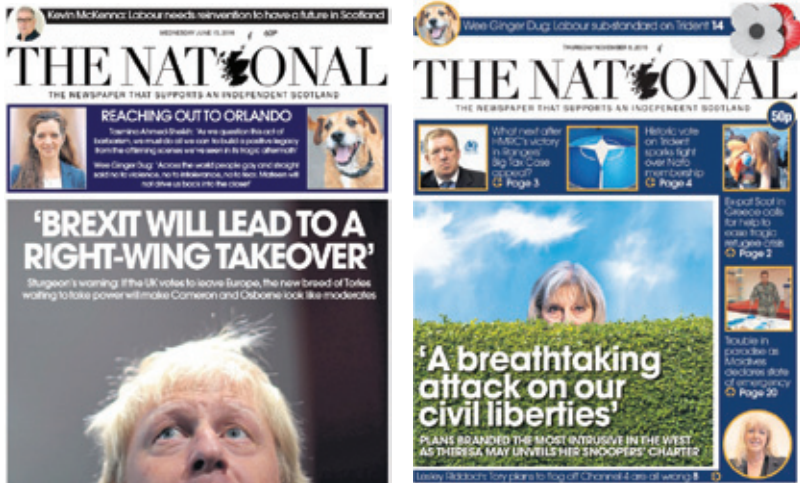 Kevin McKenna: Labour needs reinvention to have a future in Scotland
WEDNESDAY JUNE 15, 2016
60P
THE NATIONAL
THE NEWSPAPER THAT SUPPORTS AN INDEPENDENT SCOTLAND
REACHING OUT TO ORLANDO
Tasmina Ahmed-Sheikh: 'As we question this act of
barbarism, we must do all we can to build a positive legacy
from the sickening scenes we've seen in its tragic aftermath'
Wee Ginger Dug: 'Across the world people gay and straight
said no to violence, no to intolerance, no to fear. Mateen will
not drive us back into the closet'
'BREXIT WILL LEAD TO A
RIGHT-WING TAKEOVER'
Sturgeon's warning: If the UK votes to leave Europe, the new breed of Tories
waiting to take power will make Cameron and Osborne look like moderates
Wee Ginger Dug: Labour sub-standard on Trident 14
THURSDAY NOVEMBER 5, 2015
THE NATIONAL
THE NEWSPAPER THAT SUPPORTS AN INDEPENDENT SCOTLAND
50p
What next after
HMRC's victory
in Rangers'
Big Tax Case
appeal?
Page 3
Historic vote
on Trident
sparks fight
over Nato
membership
Page 4
Ex-pat Scot in
Greece calls
for help to
ease tragic
refugee crisis
Page 2
Trouble in
paradise as
Maldives
declares state
of emergency
Page 20
'A breathtaking
attack on our
civil liberties'
PLANS BRANDED THE MOST INTRUSIVE IN THE WEST
AS THERESA MAY UNVEILS HER SNOOPERS' CHARTER
Lesley Riddoch: Tory plans to flog off Channel 4 are all wrong 8